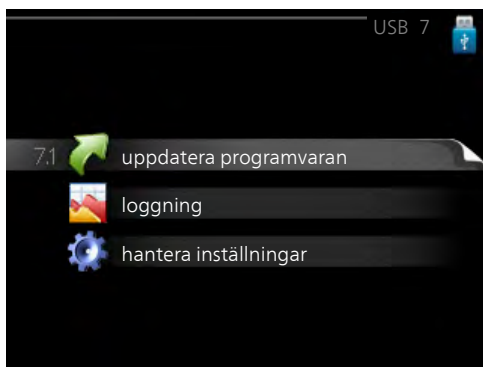 USB 7
7.1 uppdatera programvaran
loggning
hantera inställningar